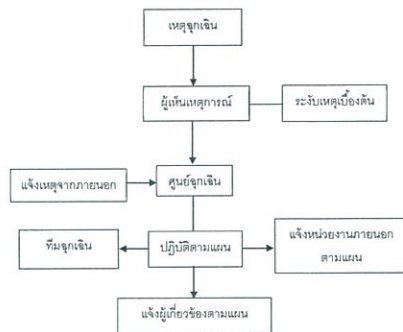 เหตุฉุกเฉิน
ผู้เห็นเหตุการณ์
ระงับเหตุเบื้องต้น
แจ้งเหตุจากภายนอก
ศูนย์ฉุกเฉิน
ทีมฉุกเฉิน
ปฏิบัติตามแผน
แจ้งหน่วยงานภายนอก
ตามแผน
แจ้งผู้เกี่ยวข้องตามแผน